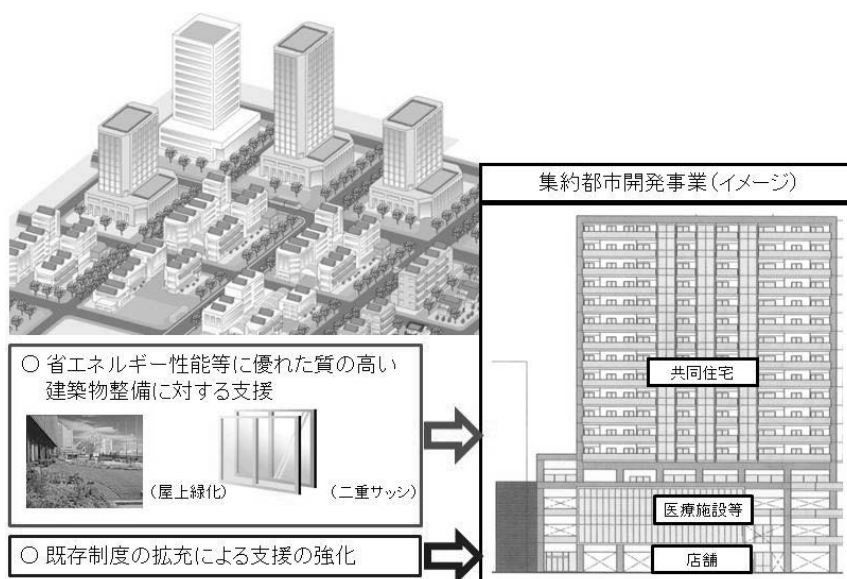 集約都市開発事業(イメージ)
○ 省エネルギー性能等に優れた質の高い
建築物整備に対する支援
(屋上緑化)
(二重サッシ)
○ 既存制度の拡充による支援の強化
共同住宅
医療施設等
店舗